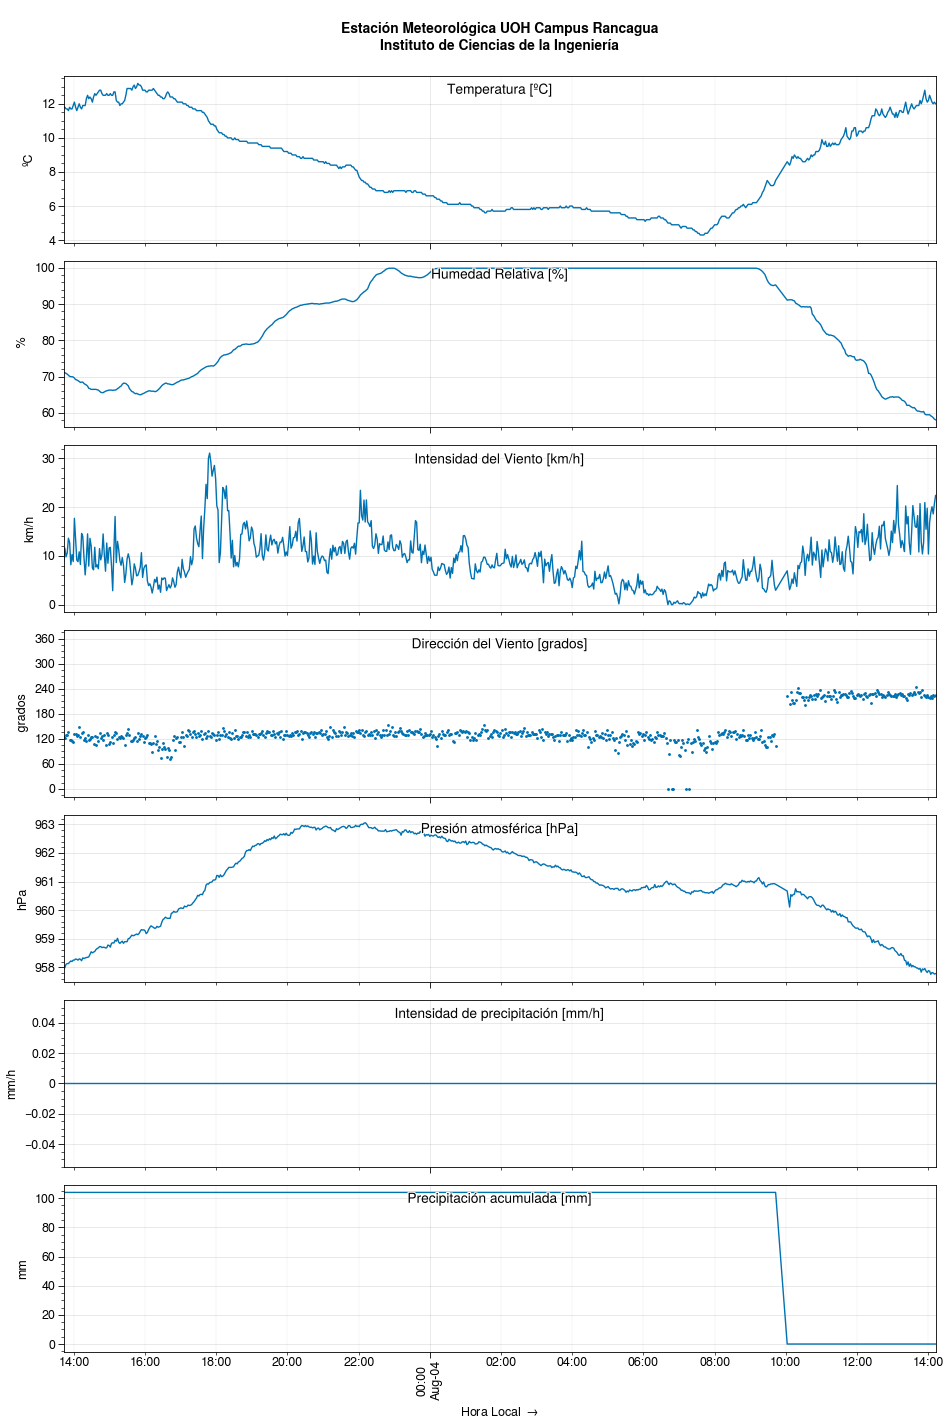 Estación Meteorológica UOH Campus Rancagua
Instituto de Ciencias de la Ingeniería
Temperatura [ºC]
12
10
8
6
4
ºC
Humedad Relativa [%]
100
90
80
70
60
%
Intensidad del Viento [km/h]
30
20
10
0
km/h
Dirección del Viento [grados]
360
300
240
180
120
60
0
grados
Presión atmosférica [hPa]
963
962
961
960
959
958
hPa
Intensidad de precipitación [mm/h]
0.04
0.02
0
−0.02
−0.04
mm/h
Precipitación acumulada [mm]
100
80
60
40
20
0
mm
14:00 16:00 18:00 20:00 22:00 00:00 02:00 04:00 06:00 08:00 10:00 12:00 14:00
Aug-04
Hora Local →